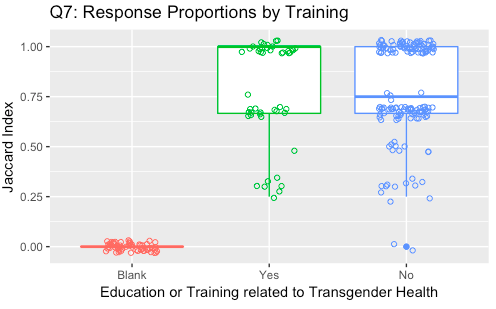 Q7: Response Proportions by Training
1.00
0.75
0.50
0.25
0.00
Jaccard Index
Blank Yes No
Education or Training related to Transgender Health